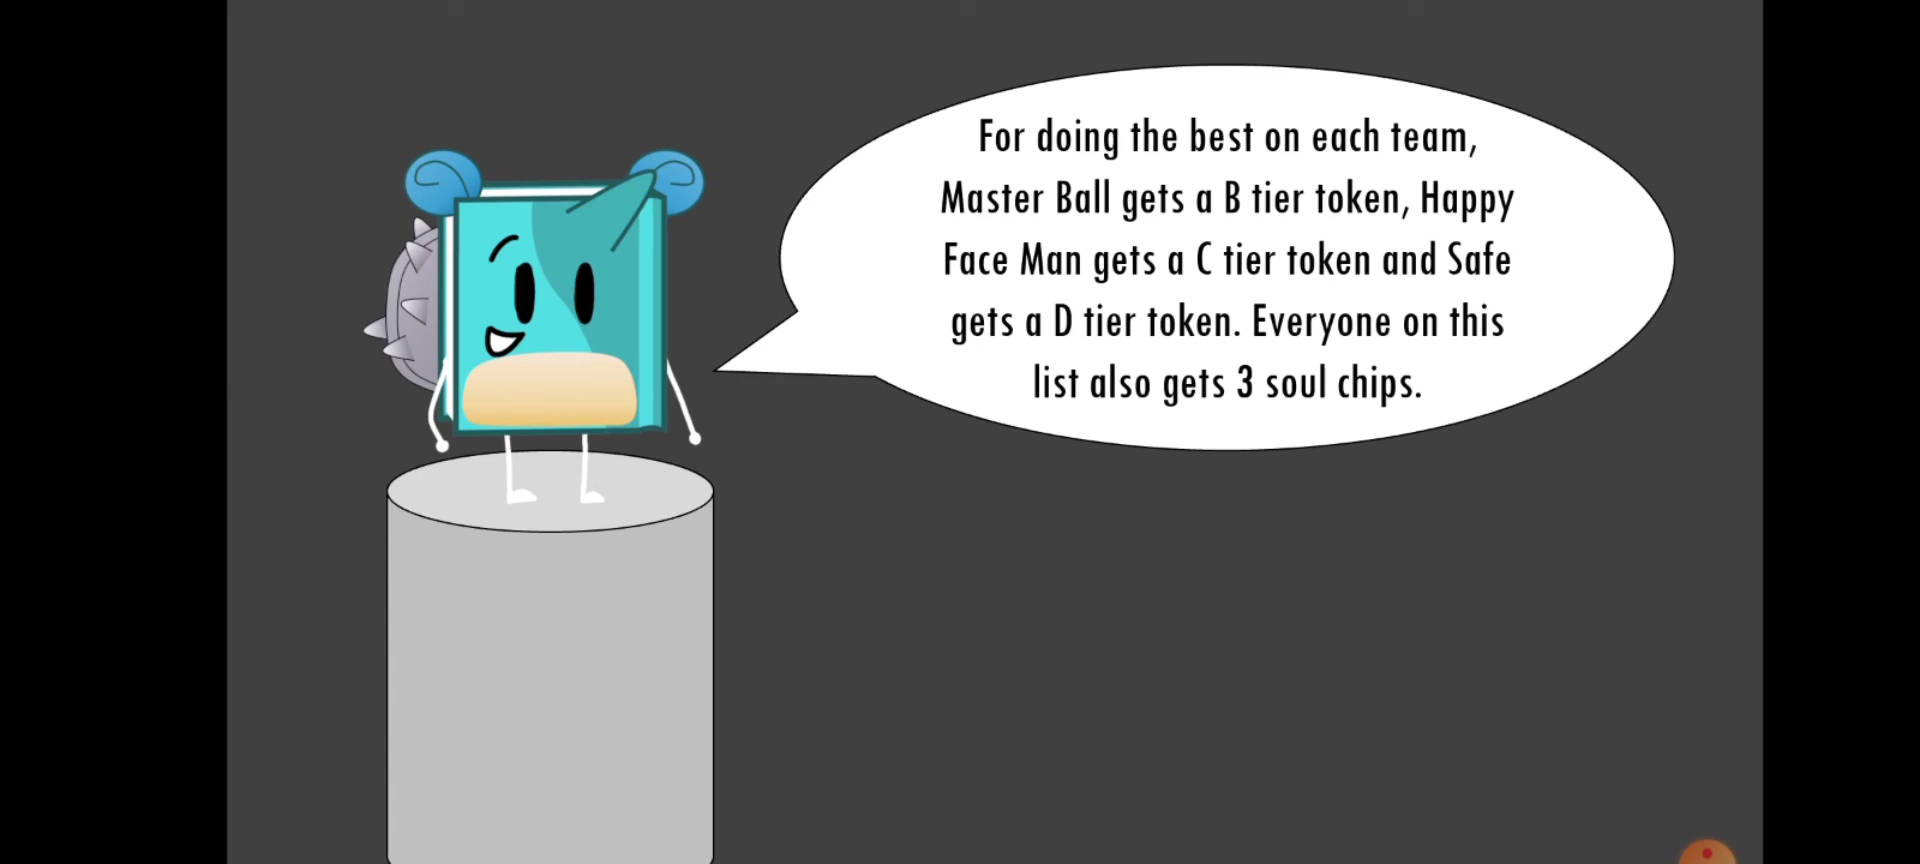 For doing the best on each team,
Master Ball gets a B tier token, Happy
Face Man gets a C tier token and Safe
gets a D tier token. Everyone on this
list also gets 3 soul chips.